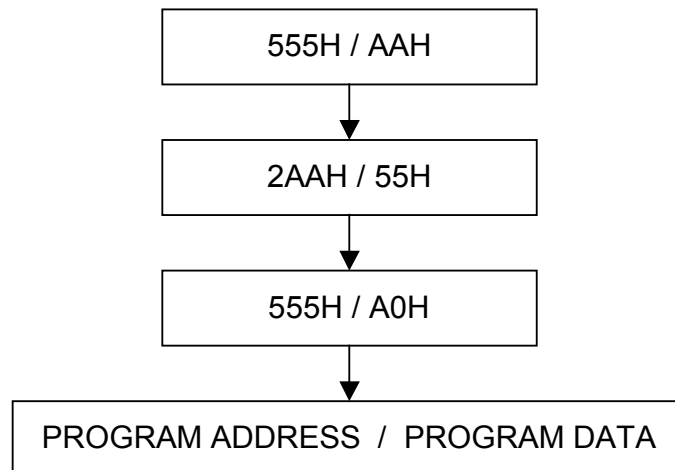 555H / AAH
2AAH / 55H
555H / A0H
PROGRAM ADDRESS / PROGRAM DATA